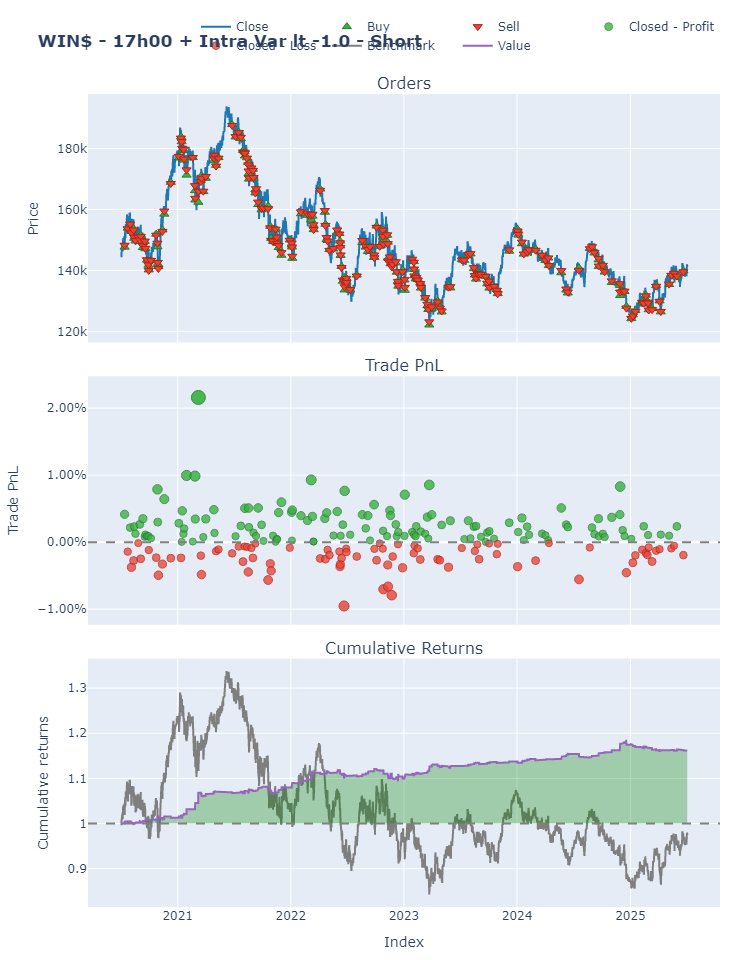 Close Buy Sell Closed - Profit
WIN$ - 17h00 + Intra Var lt -1.0 - Short
Closed - Loss Benchmark Value
Orders
180k
160k
140k
120k
Price
Trade PnL
2.00%
1.00%
0.00%
−1.00%
Trade PnL
Cumulative Returns
1.3
1.2
1.1
1
0.9
Cumulative returns
2021 2022 2023 2024 2025
Index